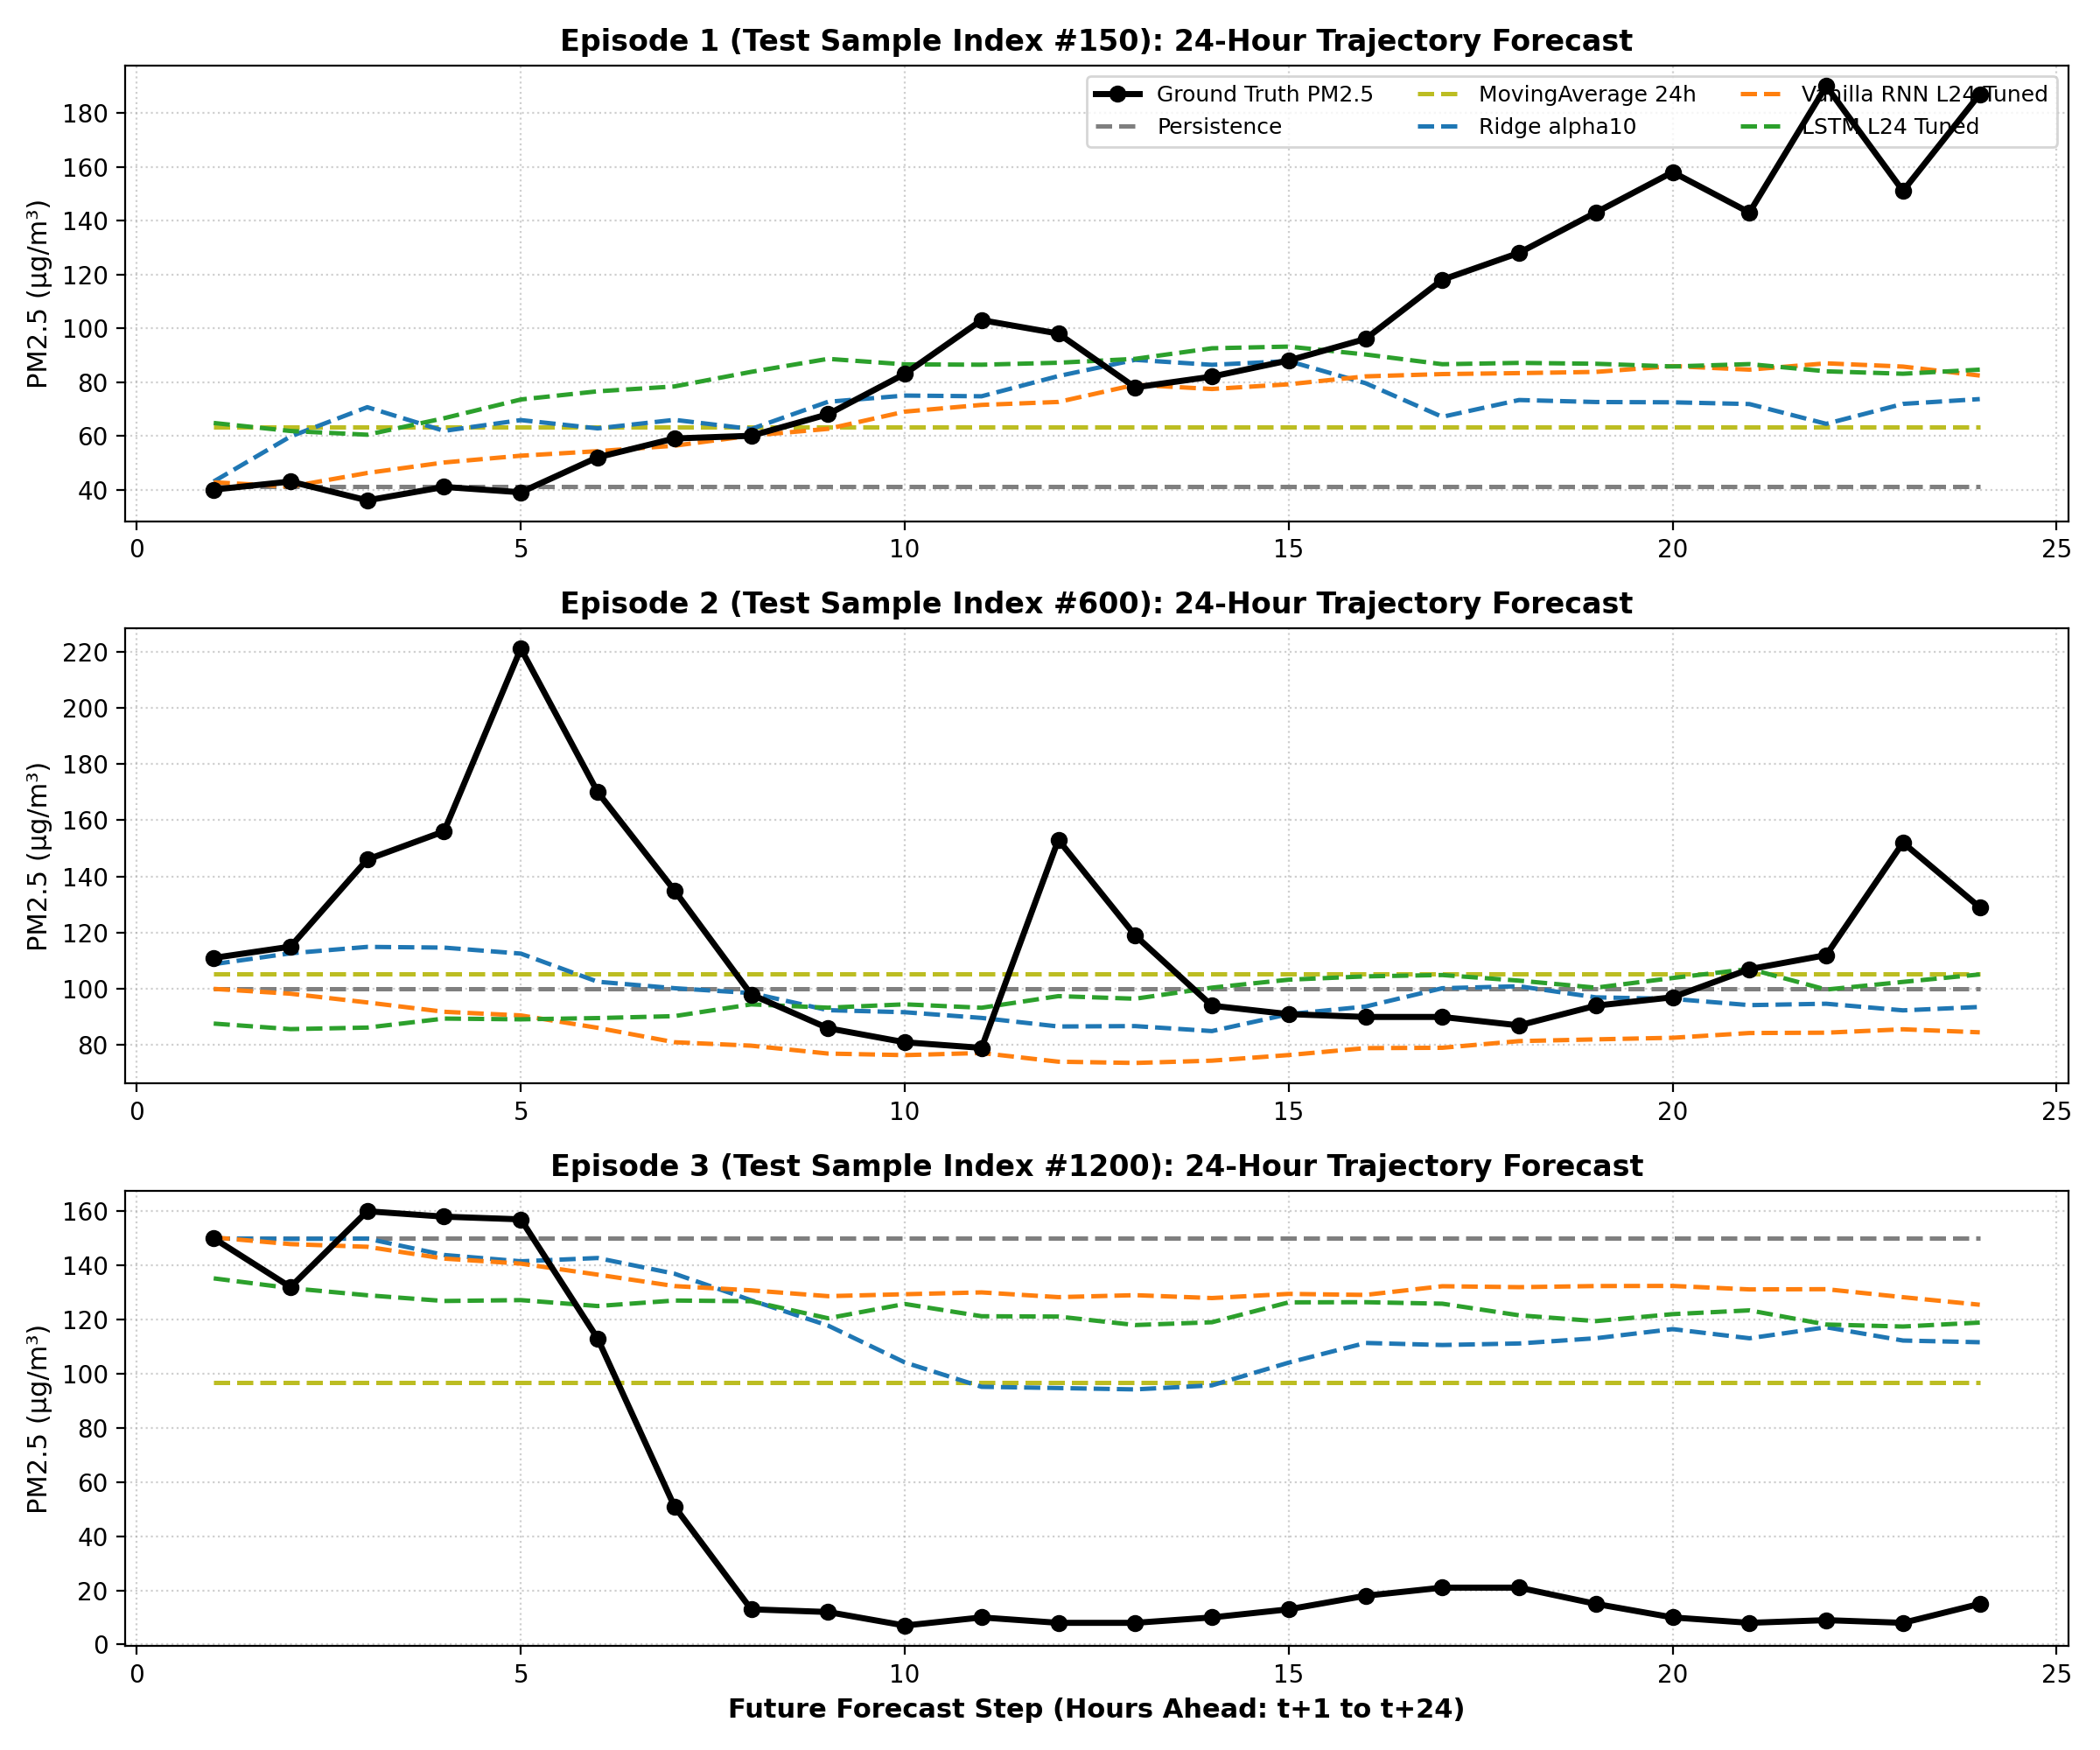 Episode 1 (Test Sample Index #150): 24-Hour Trajectory Forecast
Ground Truth PM2.5
Persistence
MovingAverage 24h
Ridge alpha10
Vanilla RNN L24 Tuned
LSTM L24 Tuned
PM2.5 (µg/m³)
180
160
140
120
100
80
60
40
0 5 10 15 20 25
Episode 2 (Test Sample Index #600): 24-Hour Trajectory Forecast
PM2.5 (µg/m³)
220
200
180
160
140
120
100
80
0 5 10 15 20 25
Episode 3 (Test Sample Index #1200): 24-Hour Trajectory Forecast
PM2.5 (µg/m³)
160
140
120
100
80
60
40
20
0
0 5 10 15 20 25
Future Forecast Step (Hours Ahead: t+1 to t+24)